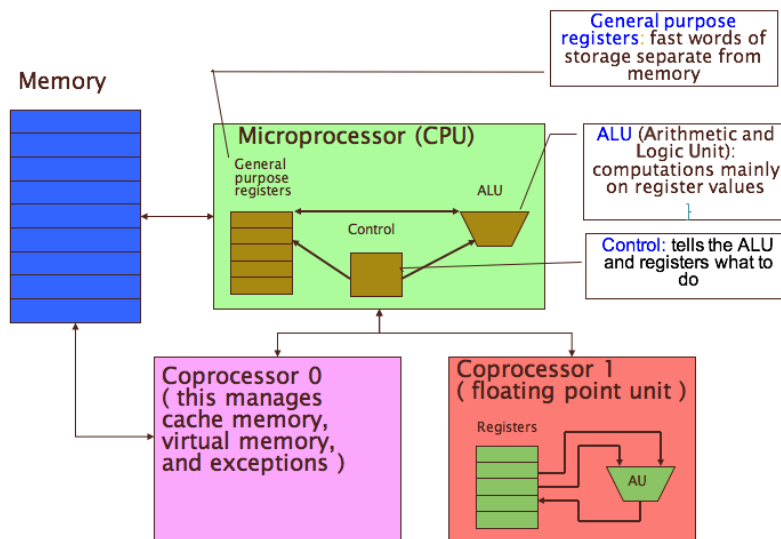 General purpose
registers: fast words of
storage separate from
memory
Memory
Microprocessor (CPU)
General
purpose
registers
ALU
Control
ALU (Arithmetic and
Logic Unit):
computations mainly
on register values
}
Control: tells the ALU
and registers what to
do
Coprocessor 0
( this manages
cache memory,
virtual memory,
and exceptions )
Coprocessor 1
( floating point unit )
Registers
AU